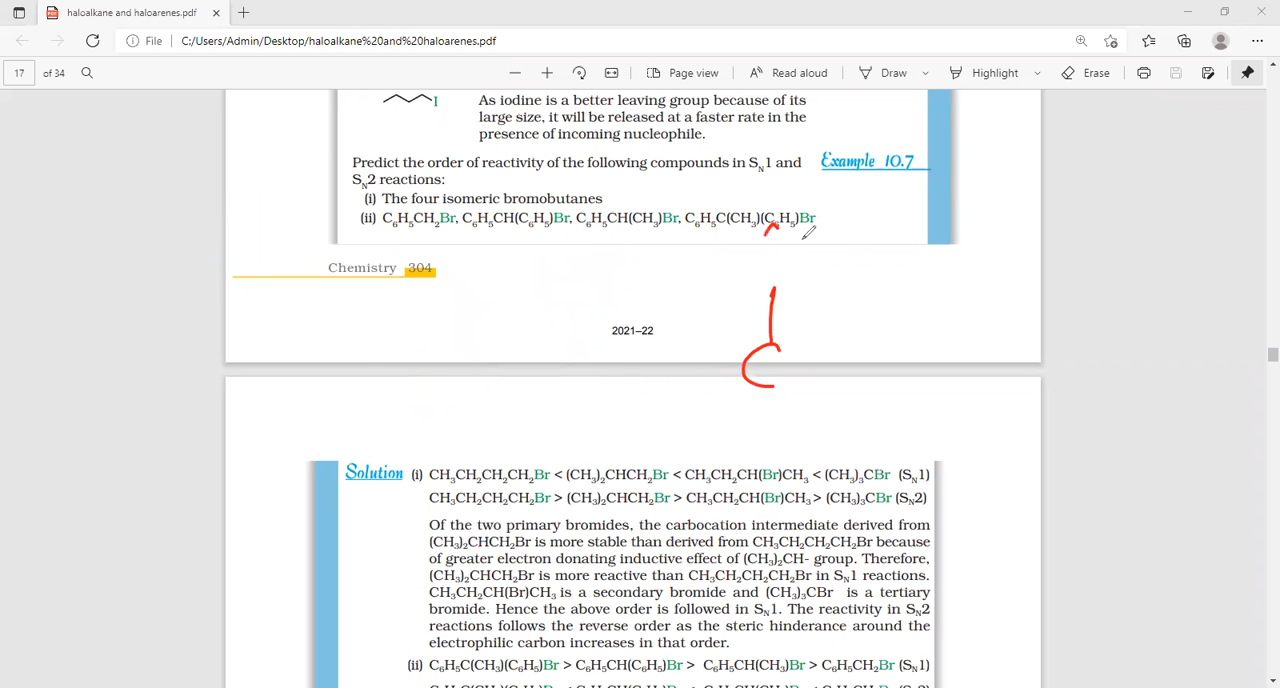 haloalkane and haloarenes.pdf
File C:/Users/Admin/Desktop/haloalkane%20and%20haloarenes.pdf
17 of 34 Page view Read aloud Draw Highlight Erase
I As iodine is a better leaving group because of its
large size, it will be released at a faster rate in the
presence of incoming nucleophile.
Predict the order of reactivity of the following compounds in SN1 and Example 10.7
SN2 reactions:
(i) The four isomeric bromobutanes
(ii) C6H5CH2Br, C6H5CH(C6H5)Br, C6H5CH(CH3)Br, C6H5C(CH3)(C6H5)Br
Chemistry 304
2021–22
C
Solution (i) CH3CH2CH2CH2Br < (CH3)2CHCH2Br < CH3CH2CH(Br)CH3 < (CH3)3CBr (SN1)
CH3CH2CH2CH2Br > (CH3)2CHCH2Br > CH3CH2CH(Br)CH3 > (CH3)3CBr (SN2)
Of the two primary bromides, the carbocation intermediate derived from
(CH3)2CHCH2Br is more stable than derived from CH3CH2CH2CH2Br because
of greater electron donating inductive effect of (CH3)2CH- group. Therefore,
(CH3)2CHCH2Br is more reactive than CH3CH2CH2CH2Br in SN1 reactions.
CH3CH2CH(Br)CH3 is a secondary bromide and (CH3)3CBr is a tertiary
bromide. Hence the above order is followed in SN1. The reactivity in SN2
reactions follows the reverse order as the steric hinderance around the
electrophilic carbon increases in that order.
(ii) C6H5C(CH3)(C6H5)Br > C6H5CH(C6H5)Br > C6H5CH(CH3)Br > C6H5CH2Br (SN1)